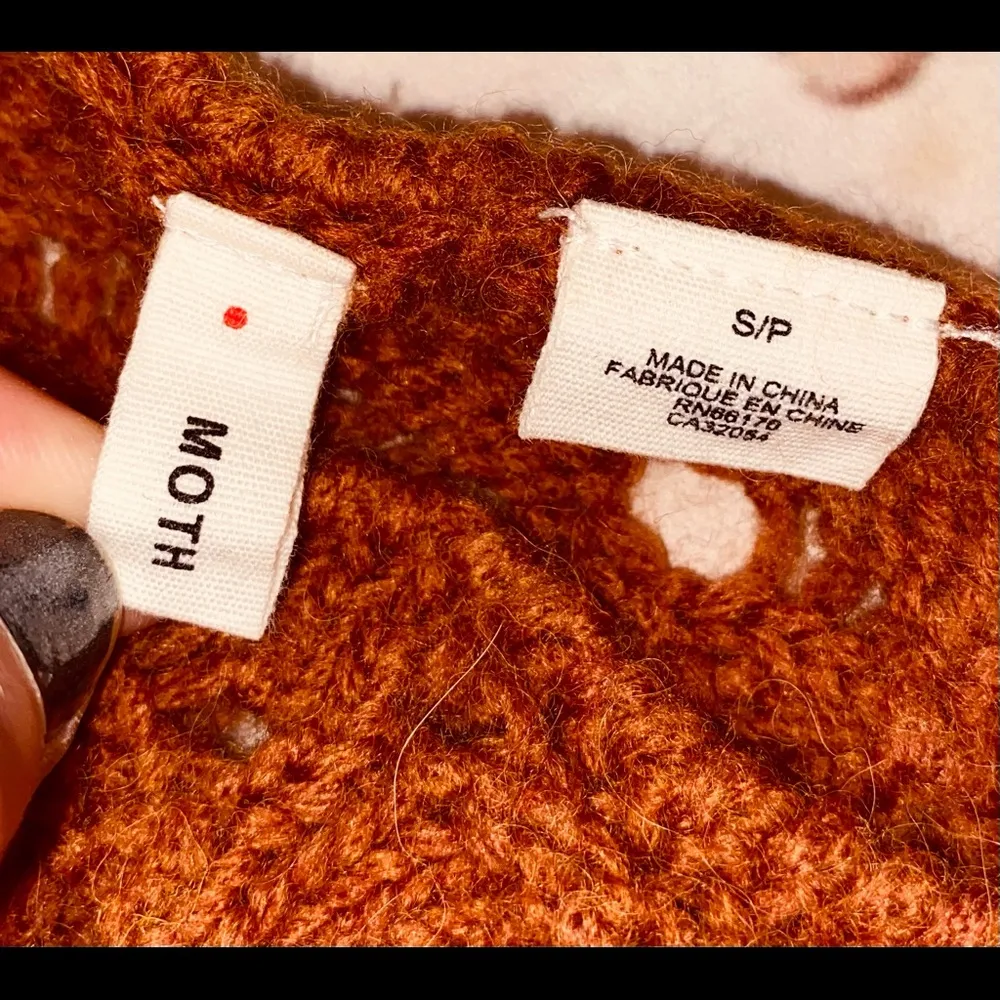 MOTH
S/P
MADE IN CHINA
FABRIQUE EN CHINE
RN66170
CA32054